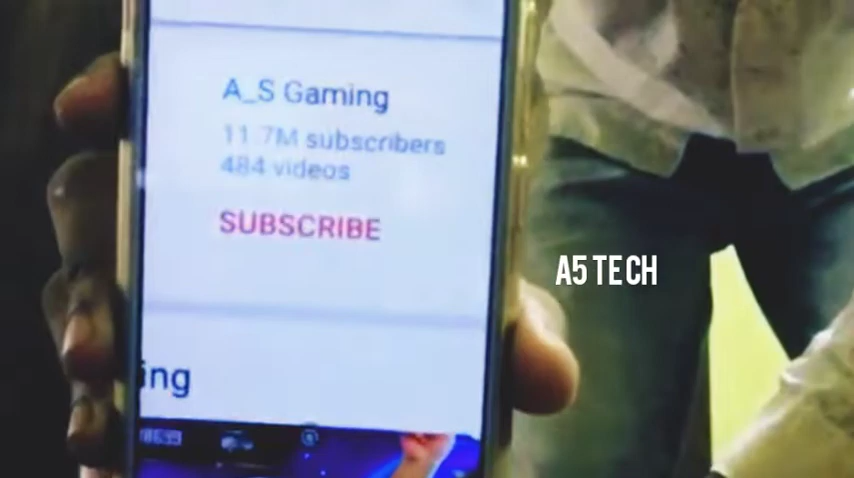 A_S Gaming
11.7M subscribers
484 videos
SUBSCRIBE
A5 TECH
ing